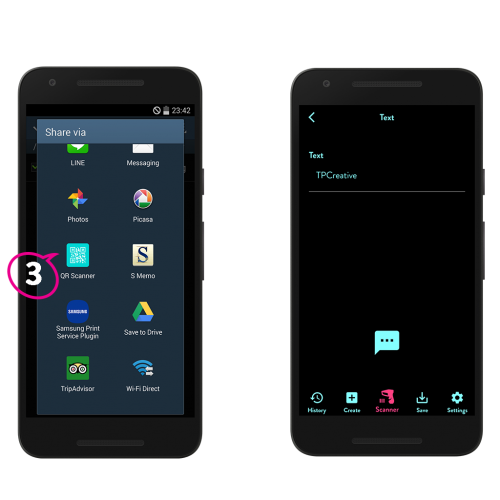 23:42
Share via
LINE
Messaging
Photos
Picasa
3
QR Scanner
S
S Memo
SAMSUNG
Samsung Print
Service Plugin
Save to Drive
TripAdvisor
Wi-Fi Direct
Text
Text
TPCreative
History
Create
Scanner
Save
Settings